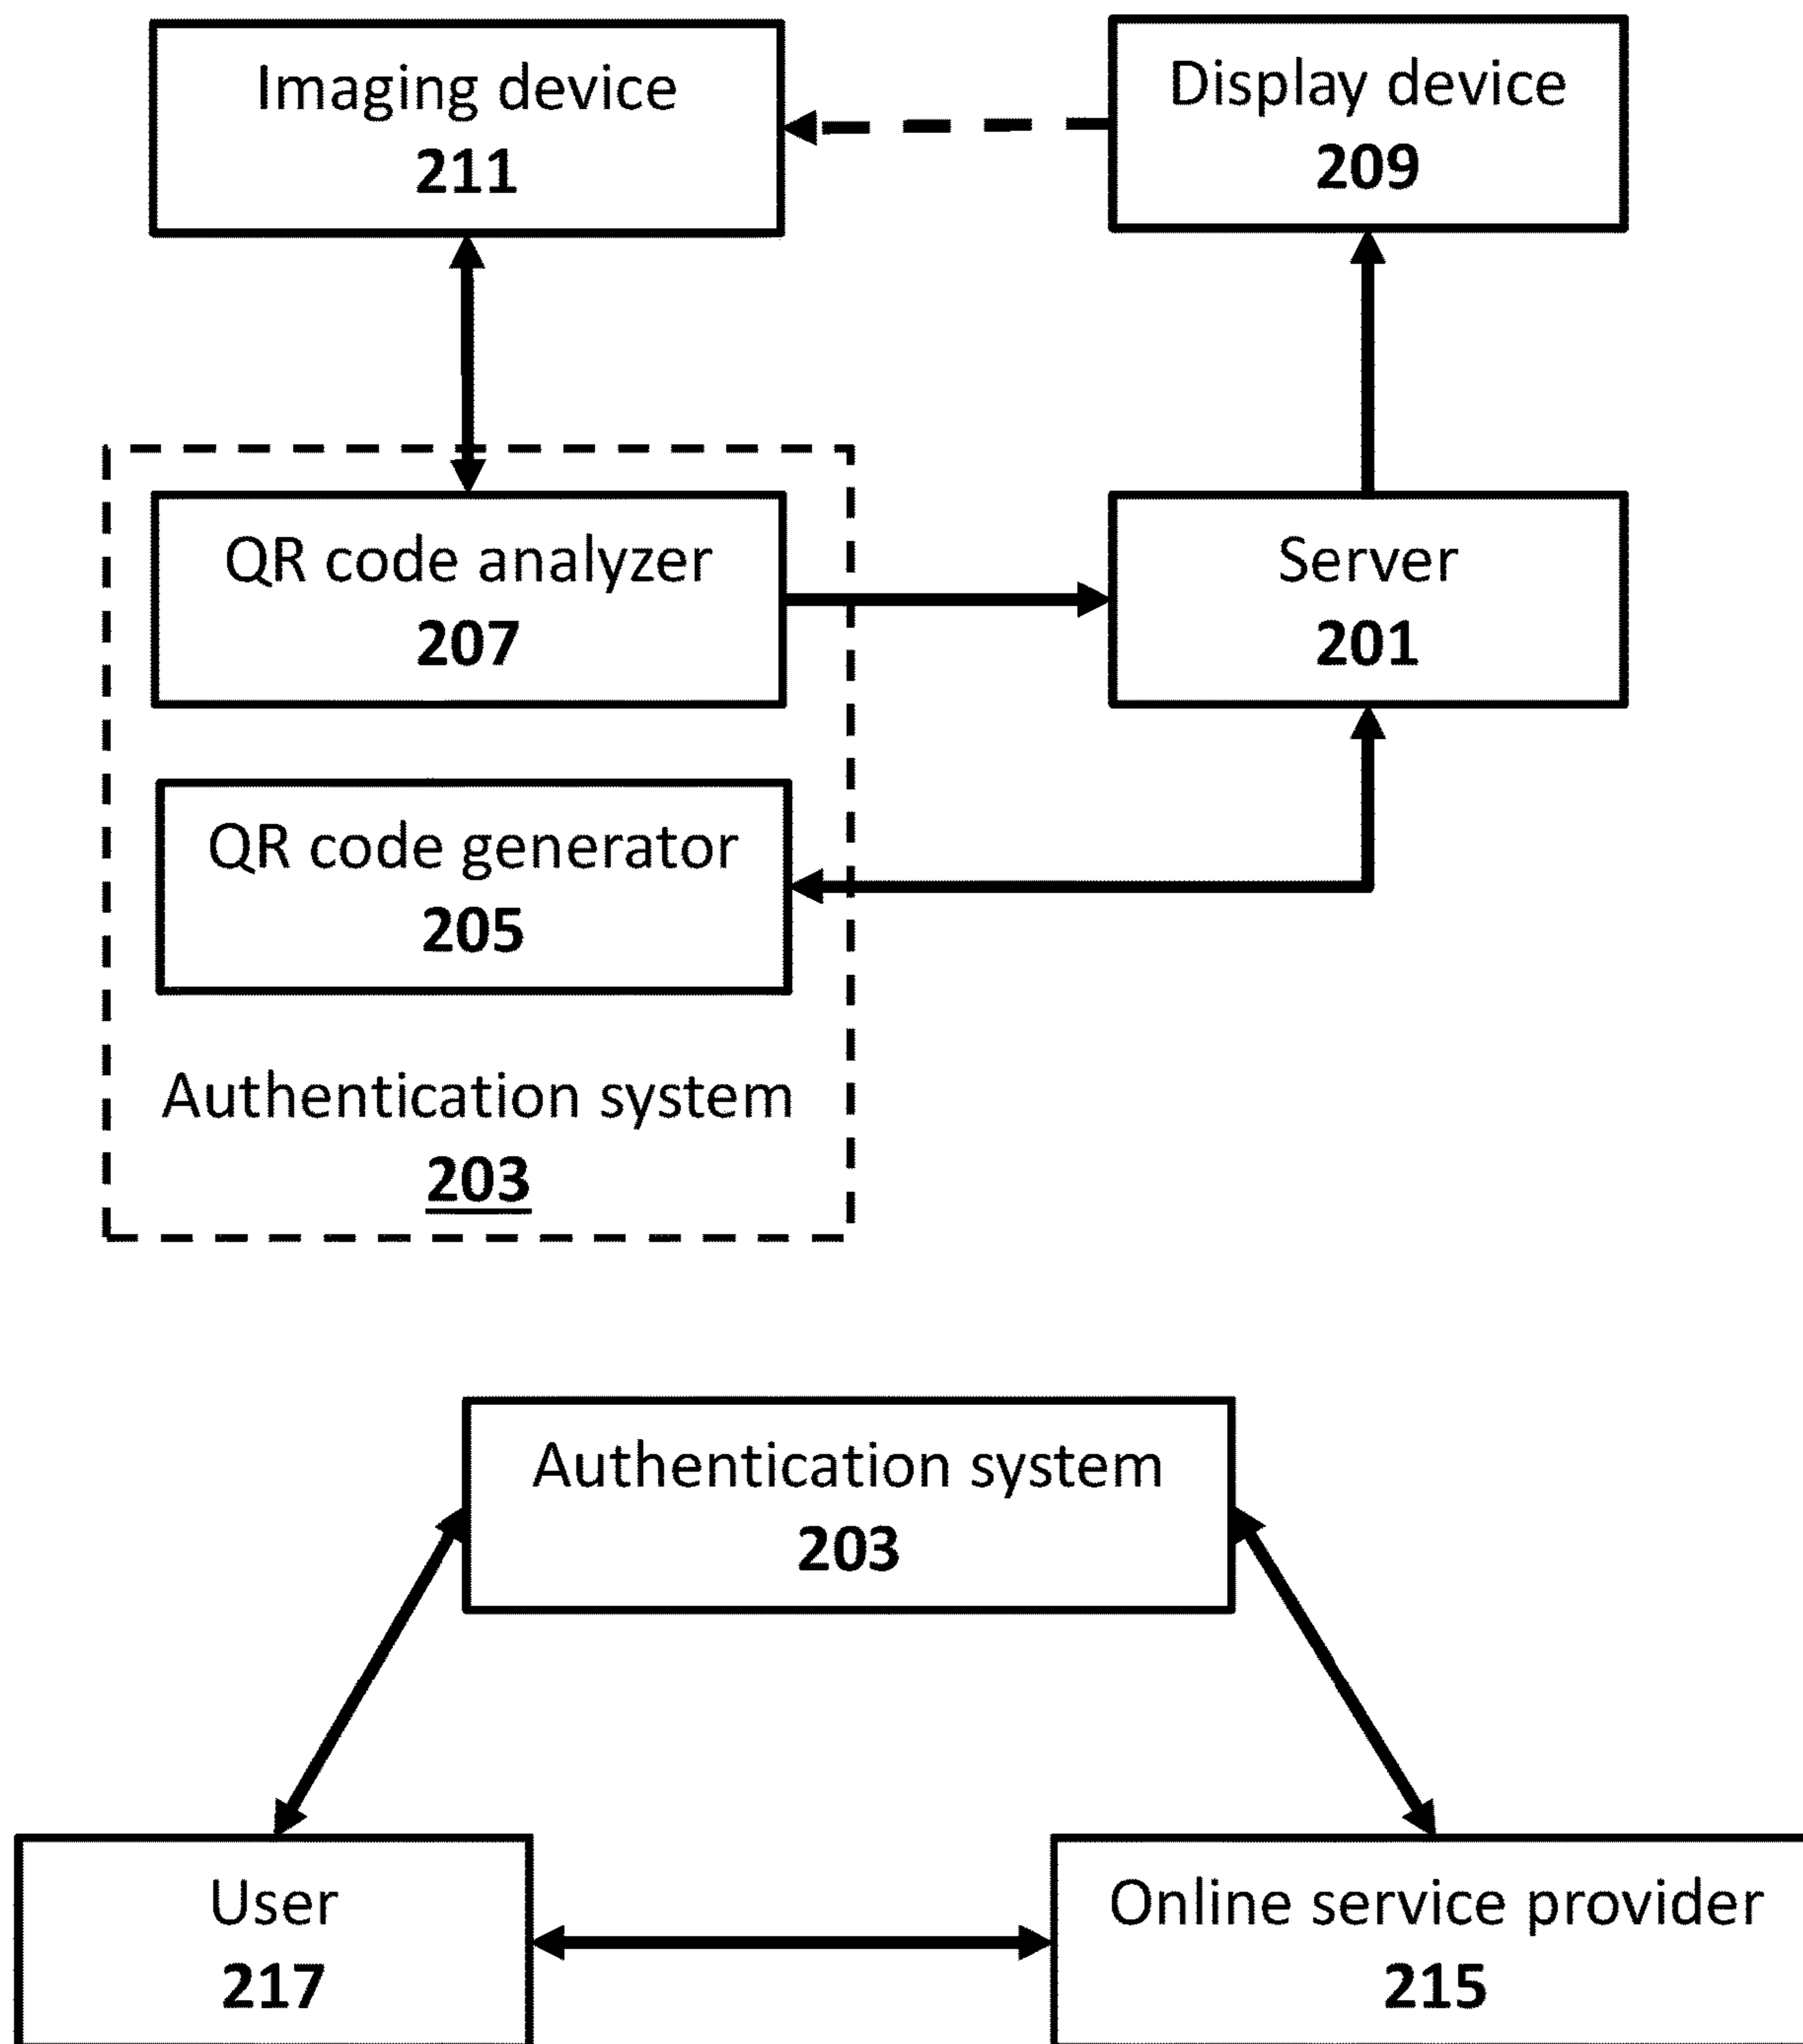 Imaging device
211
Display device
209
QR code analyzer
207
Server
201
QR code generator
205
Authentication system
203
Authentication system
203
User
217
Online service provider
215